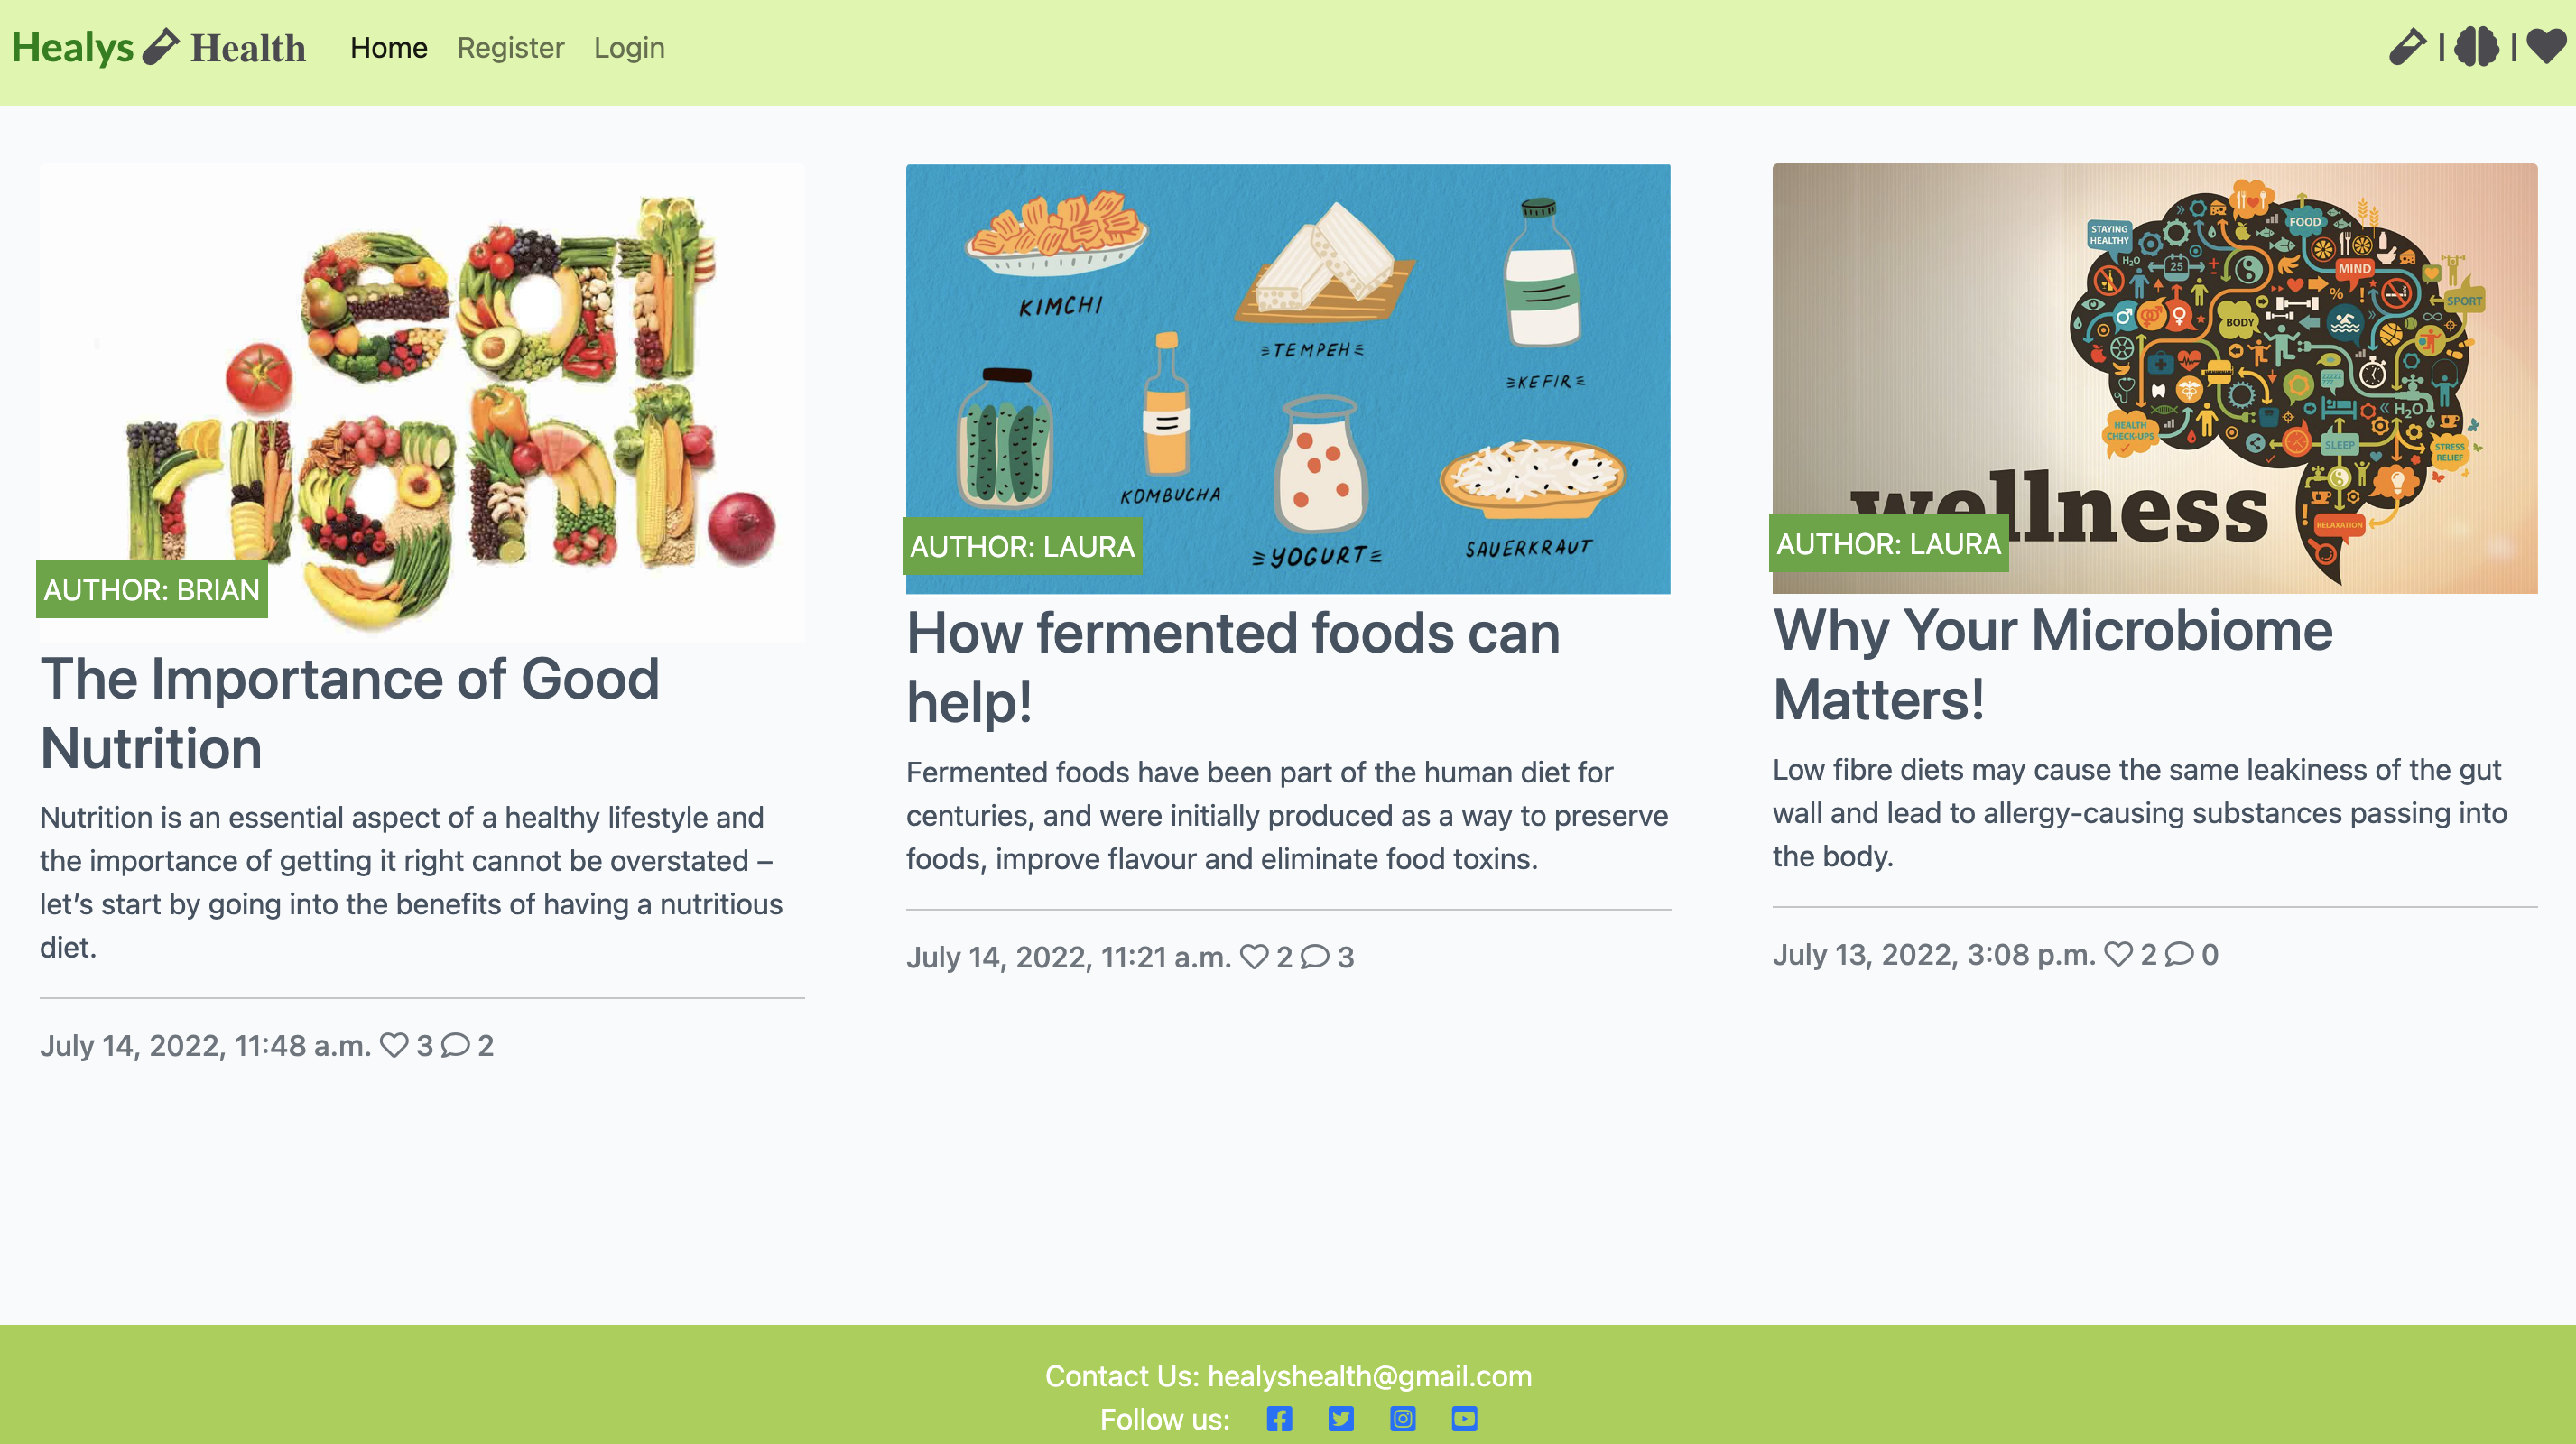 Healys Health Home Register Login | |
eat
right.
AUTHOR: BRIAN
The Importance of Good
Nutrition
Nutrition is an essential aspect of a healthy lifestyle and
the importance of getting it right cannot be overstated –
let’s start by going into the benefits of having a nutritious
diet.
July 14, 2022, 11:48 a.m. 3 2
KIMCHI
=TEMPEH=
=KEFIR=
KOMBUCHA
=YOGURT=
SAUERKRAUT
AUTHOR: LAURA
How fermented foods can
help!
Fermented foods have been part of the human diet for
centuries, and were initially produced as a way to preserve
foods, improve flavour and eliminate food toxins.
July 14, 2022, 11:21 a.m. 2 3
STAYING
HEALTHY
FOOD
H₂O
25
MIND
%
SPORT
BODY
H₂O
HEALTH
CHECK-UPS
SLEEP
STRESS
RELIEF
RELAXATION
wellness
AUTHOR: LAURA
Why Your Microbiome
Matters!
Low fibre diets may cause the same leakiness of the gut
wall and lead to allergy-causing substances passing into
the body.
July 13, 2022, 3:08 p.m. 2 0
Contact Us: healyshealth@gmail.com
Follow us: